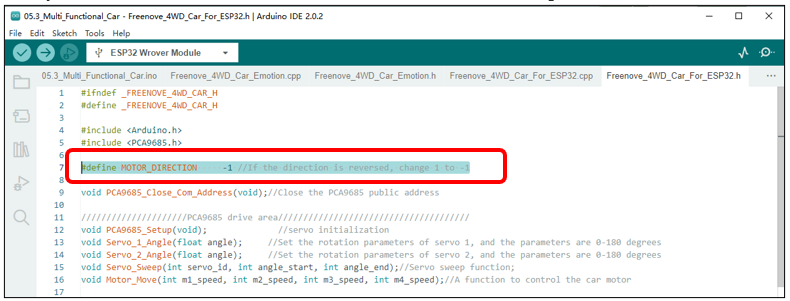 05.3_Multi_Functional_Car - Freenove_4WD_Car_For_ESP32.h | Arduino IDE 2.0.2
File Edit Sketch Tools Help
ESP32 Wrover Module
05.3_Multi_Functional_Car.ino Freenove_4WD_Car_Emotion.cpp Freenove_4WD_Car_Emotion.h Freenove_4WD_Car_For_ESP32.cpp Freenove_4WD_Car_For_ESP32.h ...
1 #ifndef _FREENOVE_4WD_CAR_H
2 #define _FREENOVE_4WD_CAR_H
3
4 #include <Arduino.h>
5 #include <PCA9685.h>
6
7 #define MOTOR_DIRECTION -1 //If the direction is reversed, change 1 to -1
8
9 void PCA9685_Close_Com_Address(void);//Close the PCA9685 public address
10
11 /////////////////////PCA9685 drive area//////////////////////////////////////
12 void PCA9685_Setup(void); //servo initialization
13 void Servo_1_Angle(float angle); //Set the rotation parameters of servo 1, and the parameters are 0-180 degrees
14 void Servo_2_Angle(float angle); //Set the rotation parameters of servo 2, and the parameters are 0-180 degrees
15 void Servo_Sweep(int servo_id, int angle_start, int angle_end);//Servo sweep function;
16 void Motor_Move(int m1_speed, int m2_speed, int m3_speed, int m4_speed);//A function to control the car motor
17